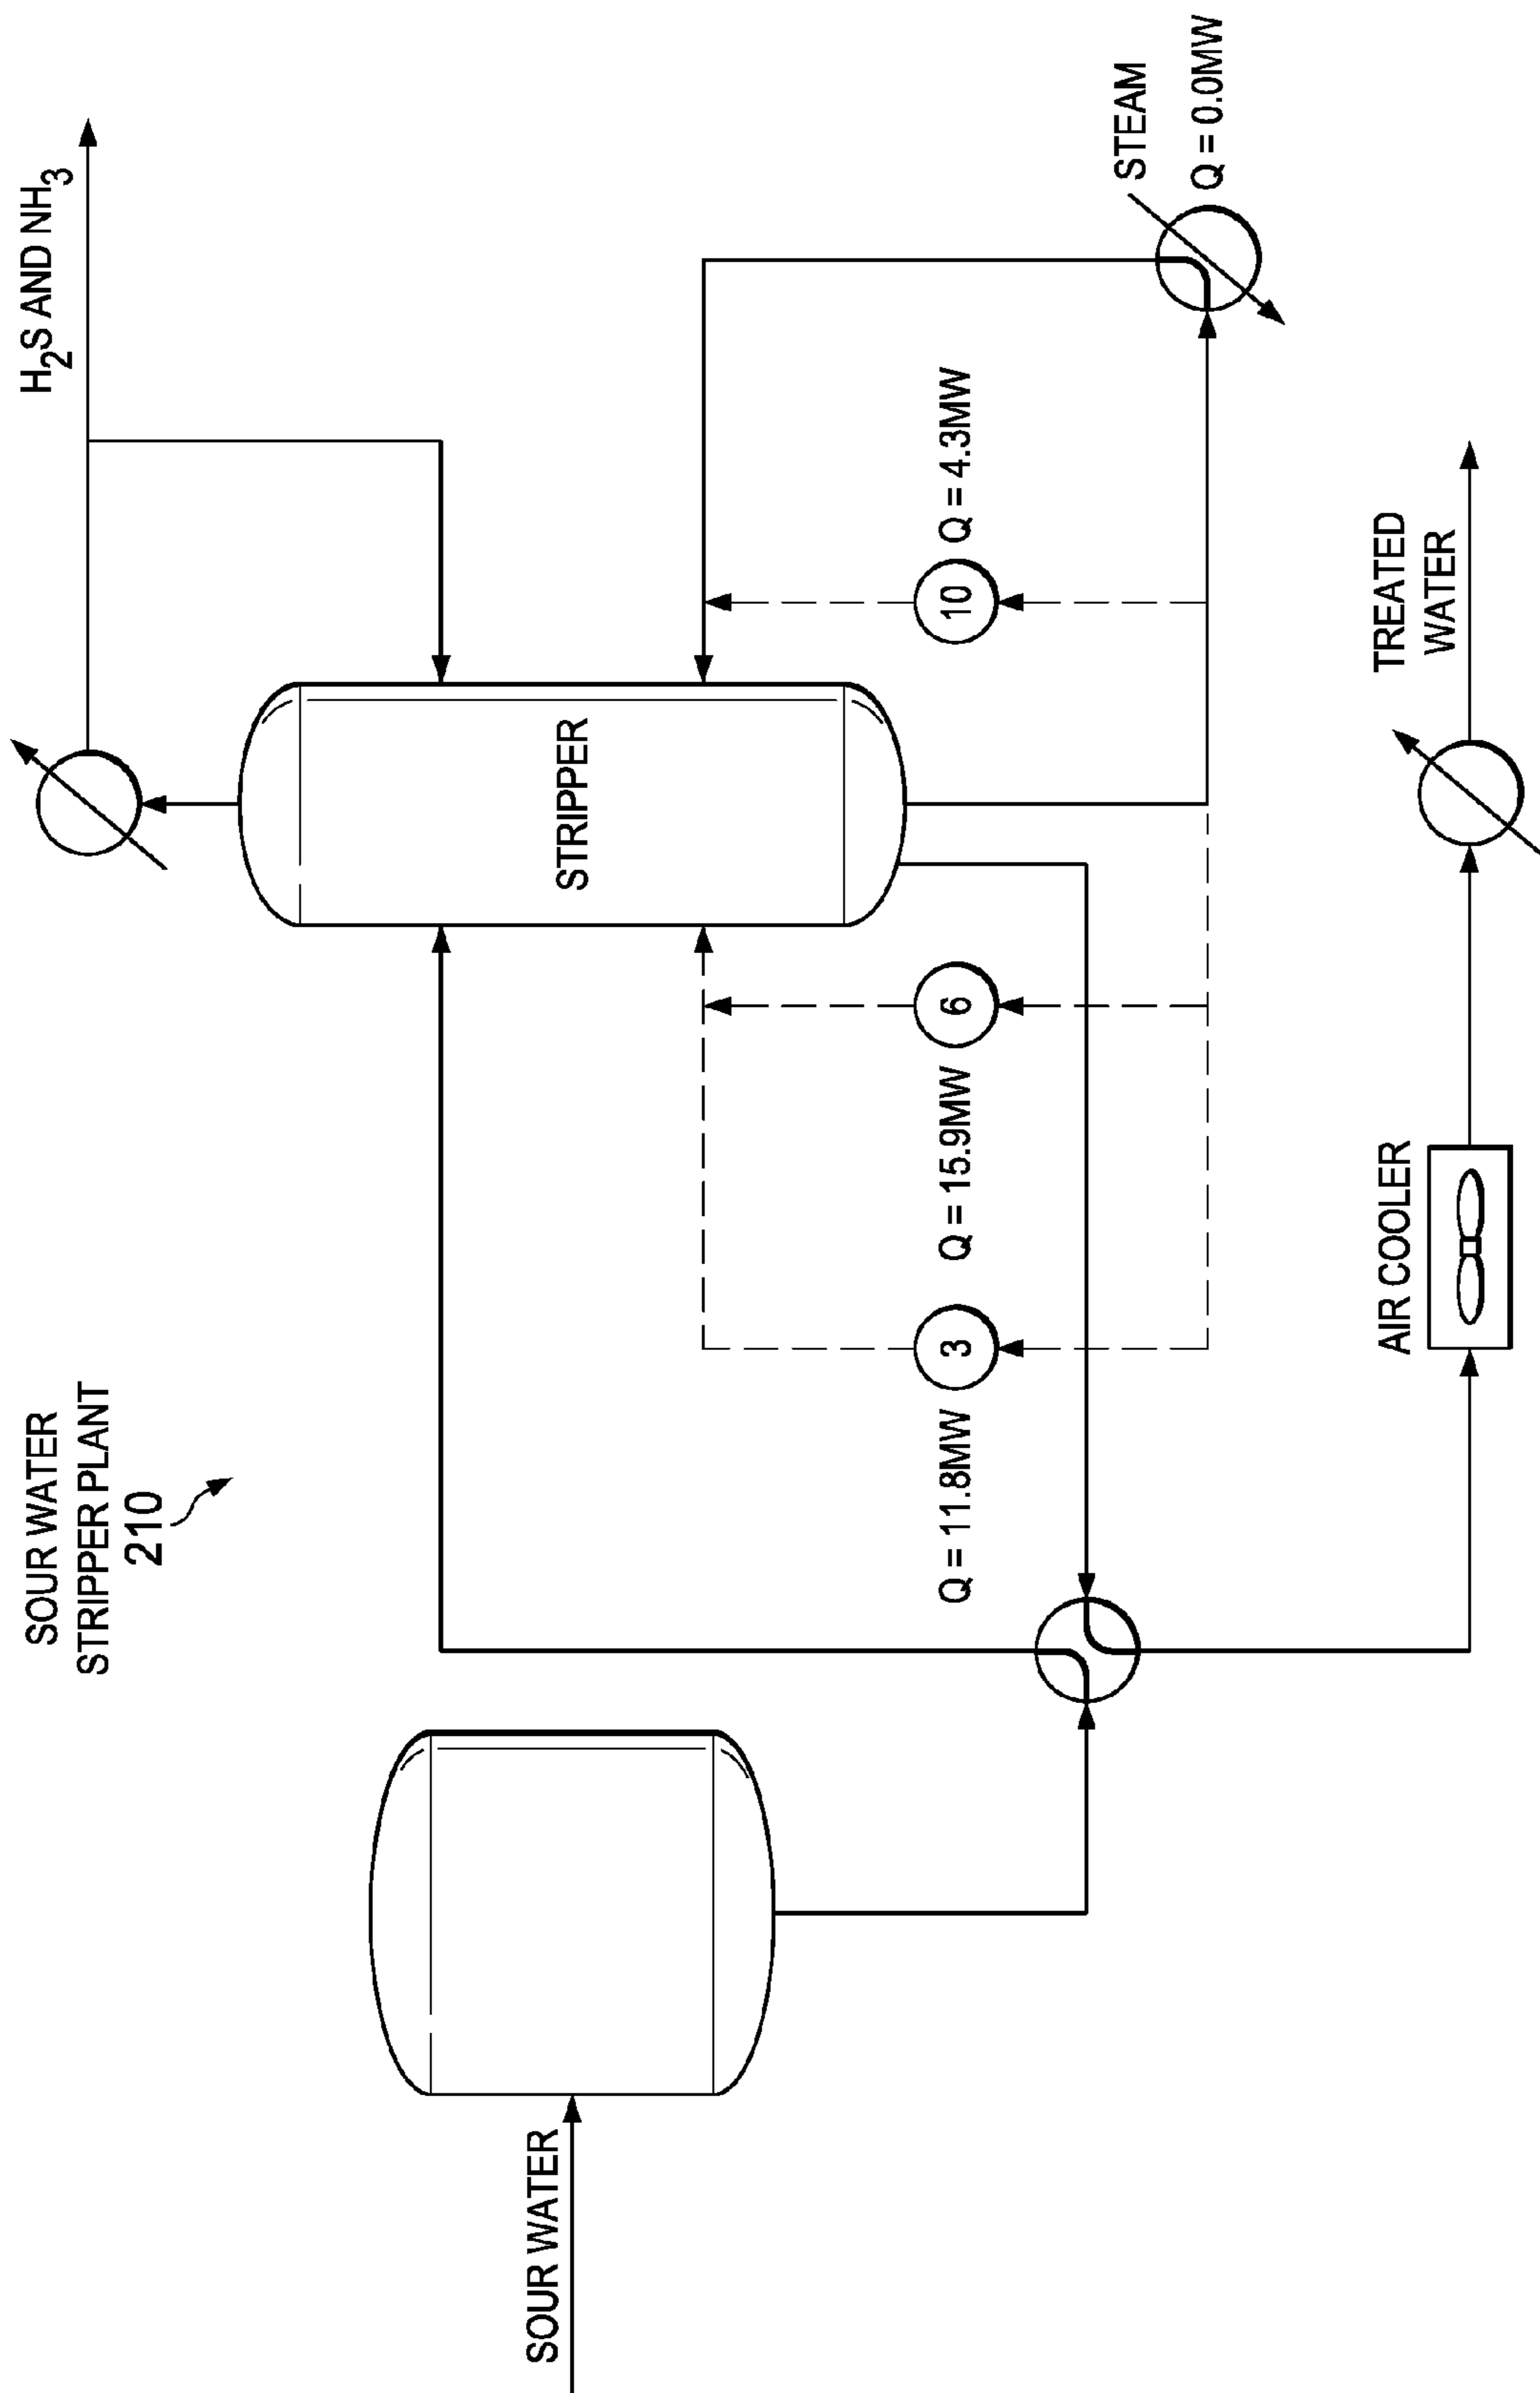 SOUR WATER
STRIPPER PLANT
210
H2S AND NH3
SOUR WATER
STRIPPER
Q = 11.8MW
3
Q = 15.9MW
6
10
Q = 4.3MW
STEAM
Q = 0.0MW
AIR COOLER
TREATED
WATER